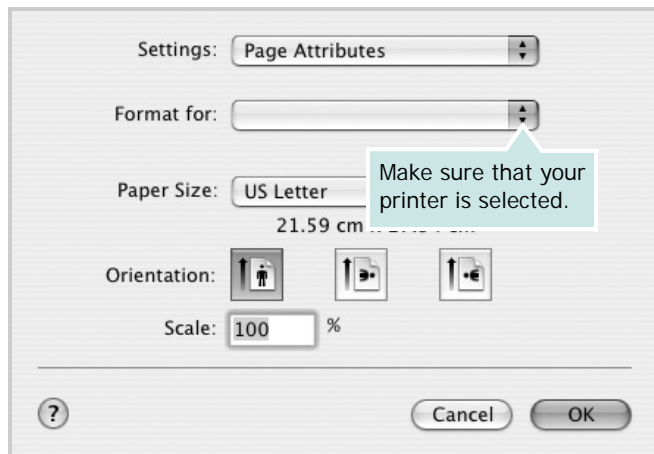 Settings: Page Attributes
Format for:
Make sure that your
printer is selected.
Paper Size: US Letter
21.59 cm
Orientation:
Scale: 100 %
? Cancel OK